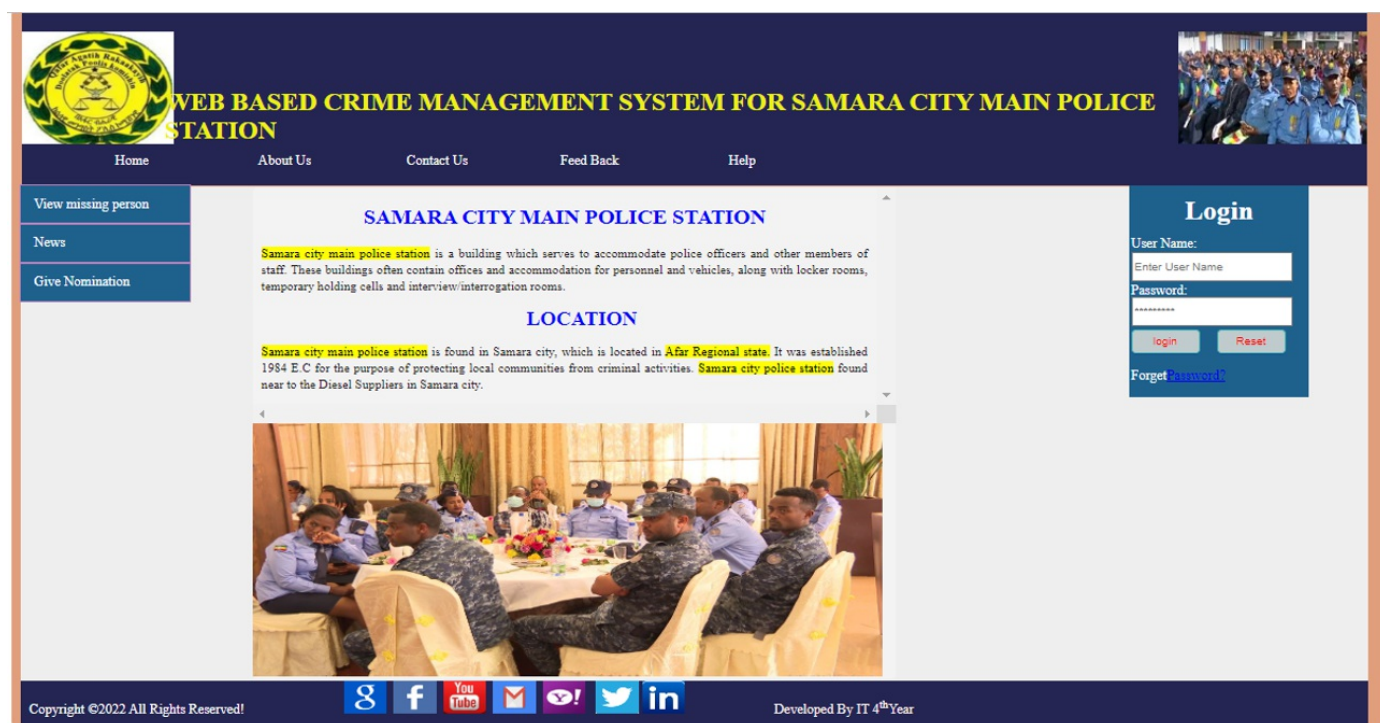 WEB BASED CRIME MANAGEMENT SYSTEM FOR SAMARA CITY MAIN POLICE
STATION
Home About Us Contact Us Feed Back Help
View missing person
News
Give Nomination
SAMARA CITY MAIN POLICE STATION
Samara city main police station is a building which serves to accommodate police officers and other members of
staff. These buildings often contain offices and accommodation for personnel and vehicles, along with locker rooms,
temporary holding cells and interview/interrogation rooms.
LOCATION
Samara city main police station is found in Samara city, which is located in Afar Regional state. It was established
1984 E.C for the purpose of protecting local communities from criminal activities. Samara city police station found
near to the Diesel Suppliers in Samara city.
Login
User Name:
Enter User Name
Password:
*********
login Reset
ForgetPassword?
Copyright ©2022 All Rights Reserved!
8 f You Tube M Y! in
Developed By IT 4thYear